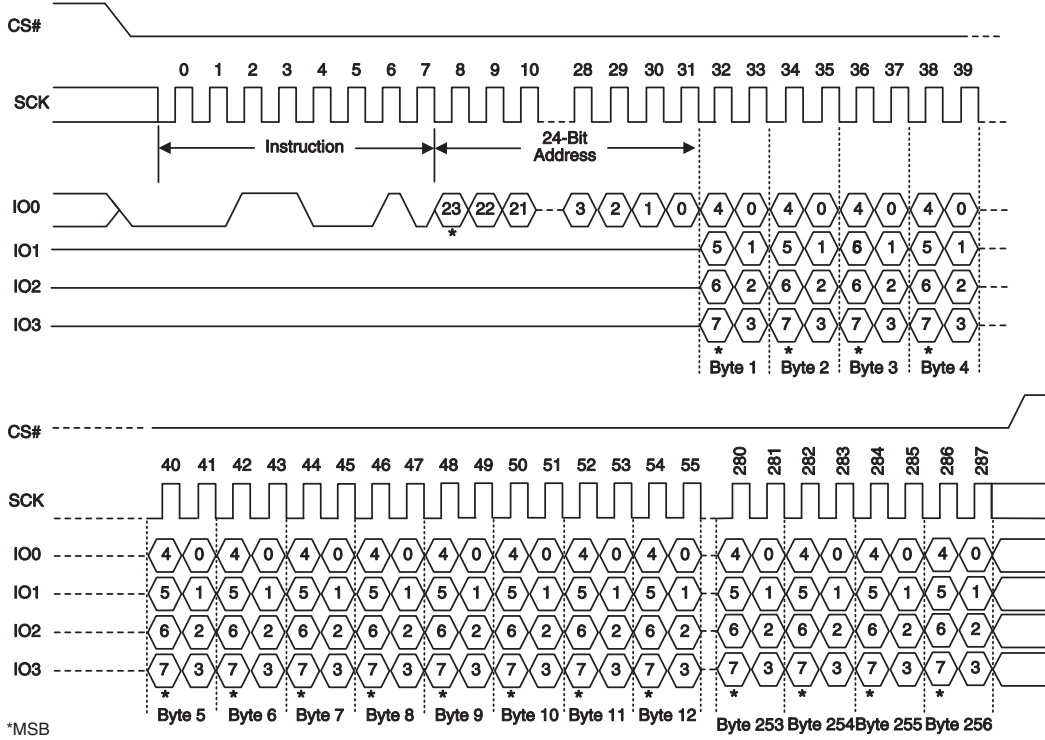 CS#
0 1 2 3 4 5 6 7 8 9 10 28 29 30 31 32 33 34 35 36 37 38 39
SCK
Instruction 24-Bit Address
IO0 23 22 21 3 2 1 0 4 0 4 0 4 0 4 0
*
IO1 5 1 5 1 6 1 5 1
IO2 6 2 6 2 6 2 6 2
IO3 7 3 7 3 7 3 7 3
* * * *
Byte 1 Byte 2 Byte 3 Byte 4
CS#
40 41 42 43 44 45 46 47 48 49 50 51 52 53 54 55 280 281 282 283 284 285 286 287
SCK
IO0 4 0 4 0 4 0 4 0 4 0 4 0 4 0 4 0 4 0 4 0 4 0 4 0
IO1 5 1 5 1 5 1 5 1 5 1 5 1 5 1 5 1 5 1 5 1 5 1 5 1
IO2 6 2 6 2 6 2 6 2 6 2 6 2 6 2 6 2 6 2 6 2 6 2 6 2
IO3 7 3 7 3 7 3 7 3 7 3 7 3 7 3 7 3 7 3 7 3 7 3 7 3
* * * * * * * * * * * *
Byte 5 Byte 6 Byte 7 Byte 8 Byte 9 Byte 10 Byte 11 Byte 12 Byte 253 Byte 254 Byte 255 Byte 256
*MSB